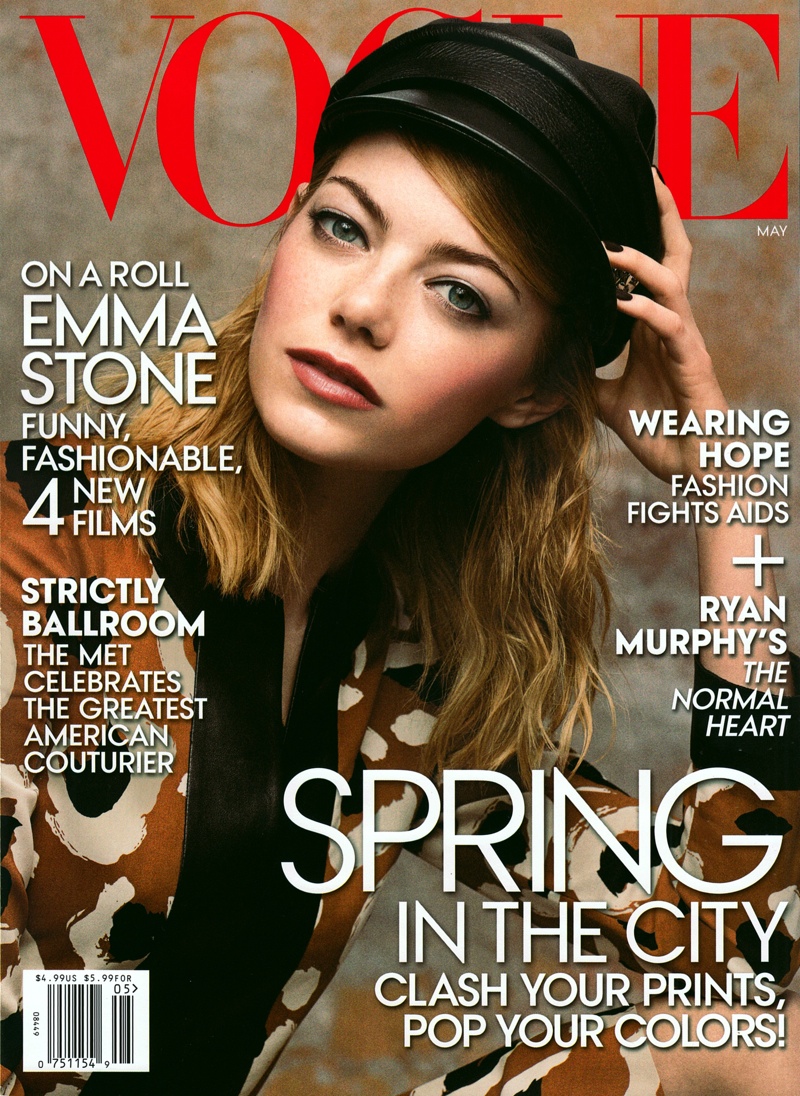 VOGUE
MAY
ON A ROLL
EMMA
STONE
FUNNY,
FASHIONABLE,
4 NEW
FILMS
STRICTLY
BALLROOM
THE MET
CELEBRATES
THE GREATEST
AMERICAN
COUTURIER
WEARING
HOPE
FASHION
FIGHTS AIDS
+
RYAN
MURPHY'S
THE
NORMAL
HEART
SPRING
IN THE CITY
CLASH YOUR PRINTS,
POP YOUR COLORS!
$4.99US $5.99FOR
05>
08449
0 751154 9